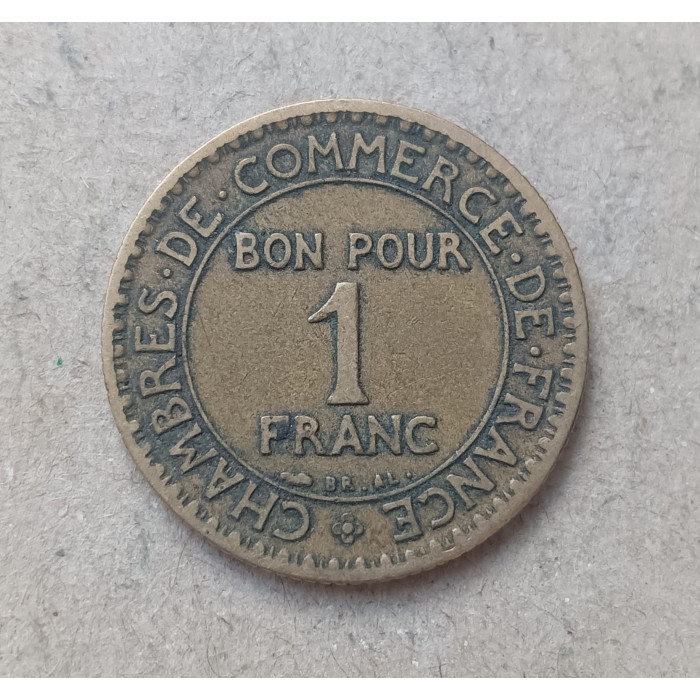 CHAMBRES · DE · COMMERCE · DE · FRANCE
BON POUR
1
FRANC
BR . AL .